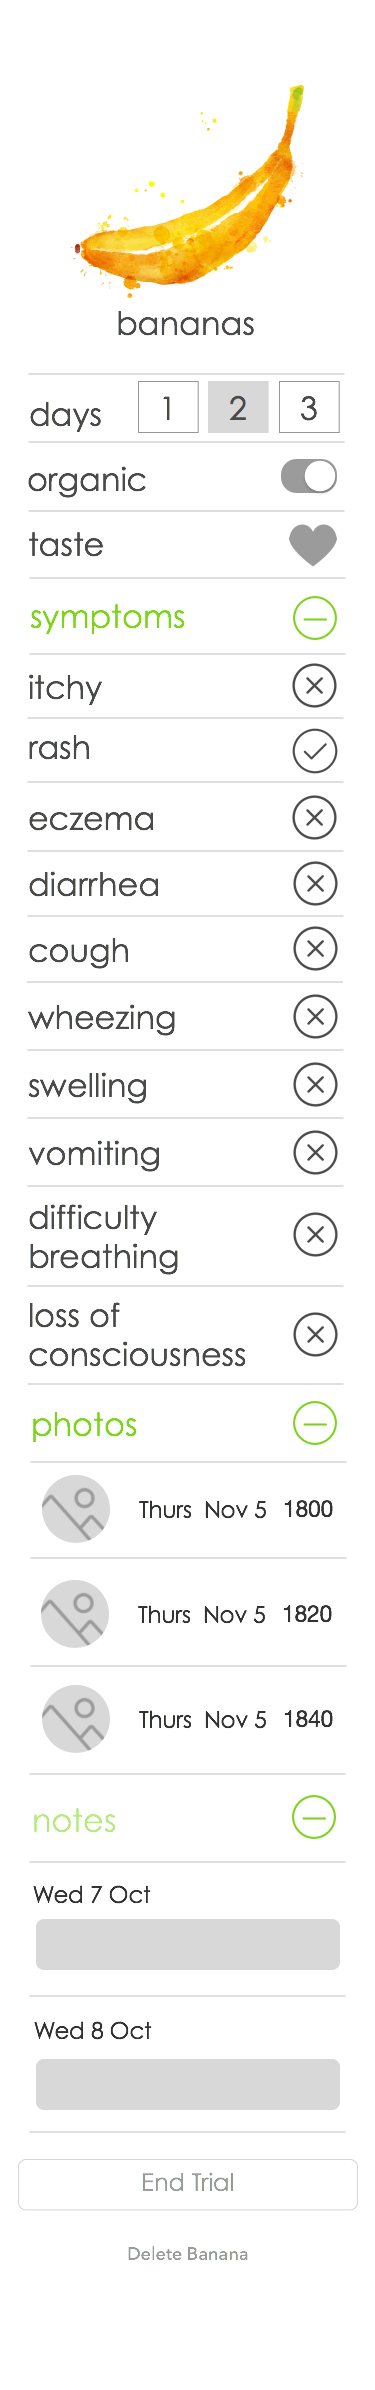 bananas
days 1 2 3
organic
taste
symptoms
itchy
rash
eczema
diarrhea
cough
wheezing
swelling
vomiting
difficulty
breathing
loss of
consciousness
photos
Thurs Nov 5 1800
Thurs Nov 5 1820
Thurs Nov 5 1840
notes
Wed 7 Oct
Wed 8 Oct
End Trial
Delete Banana